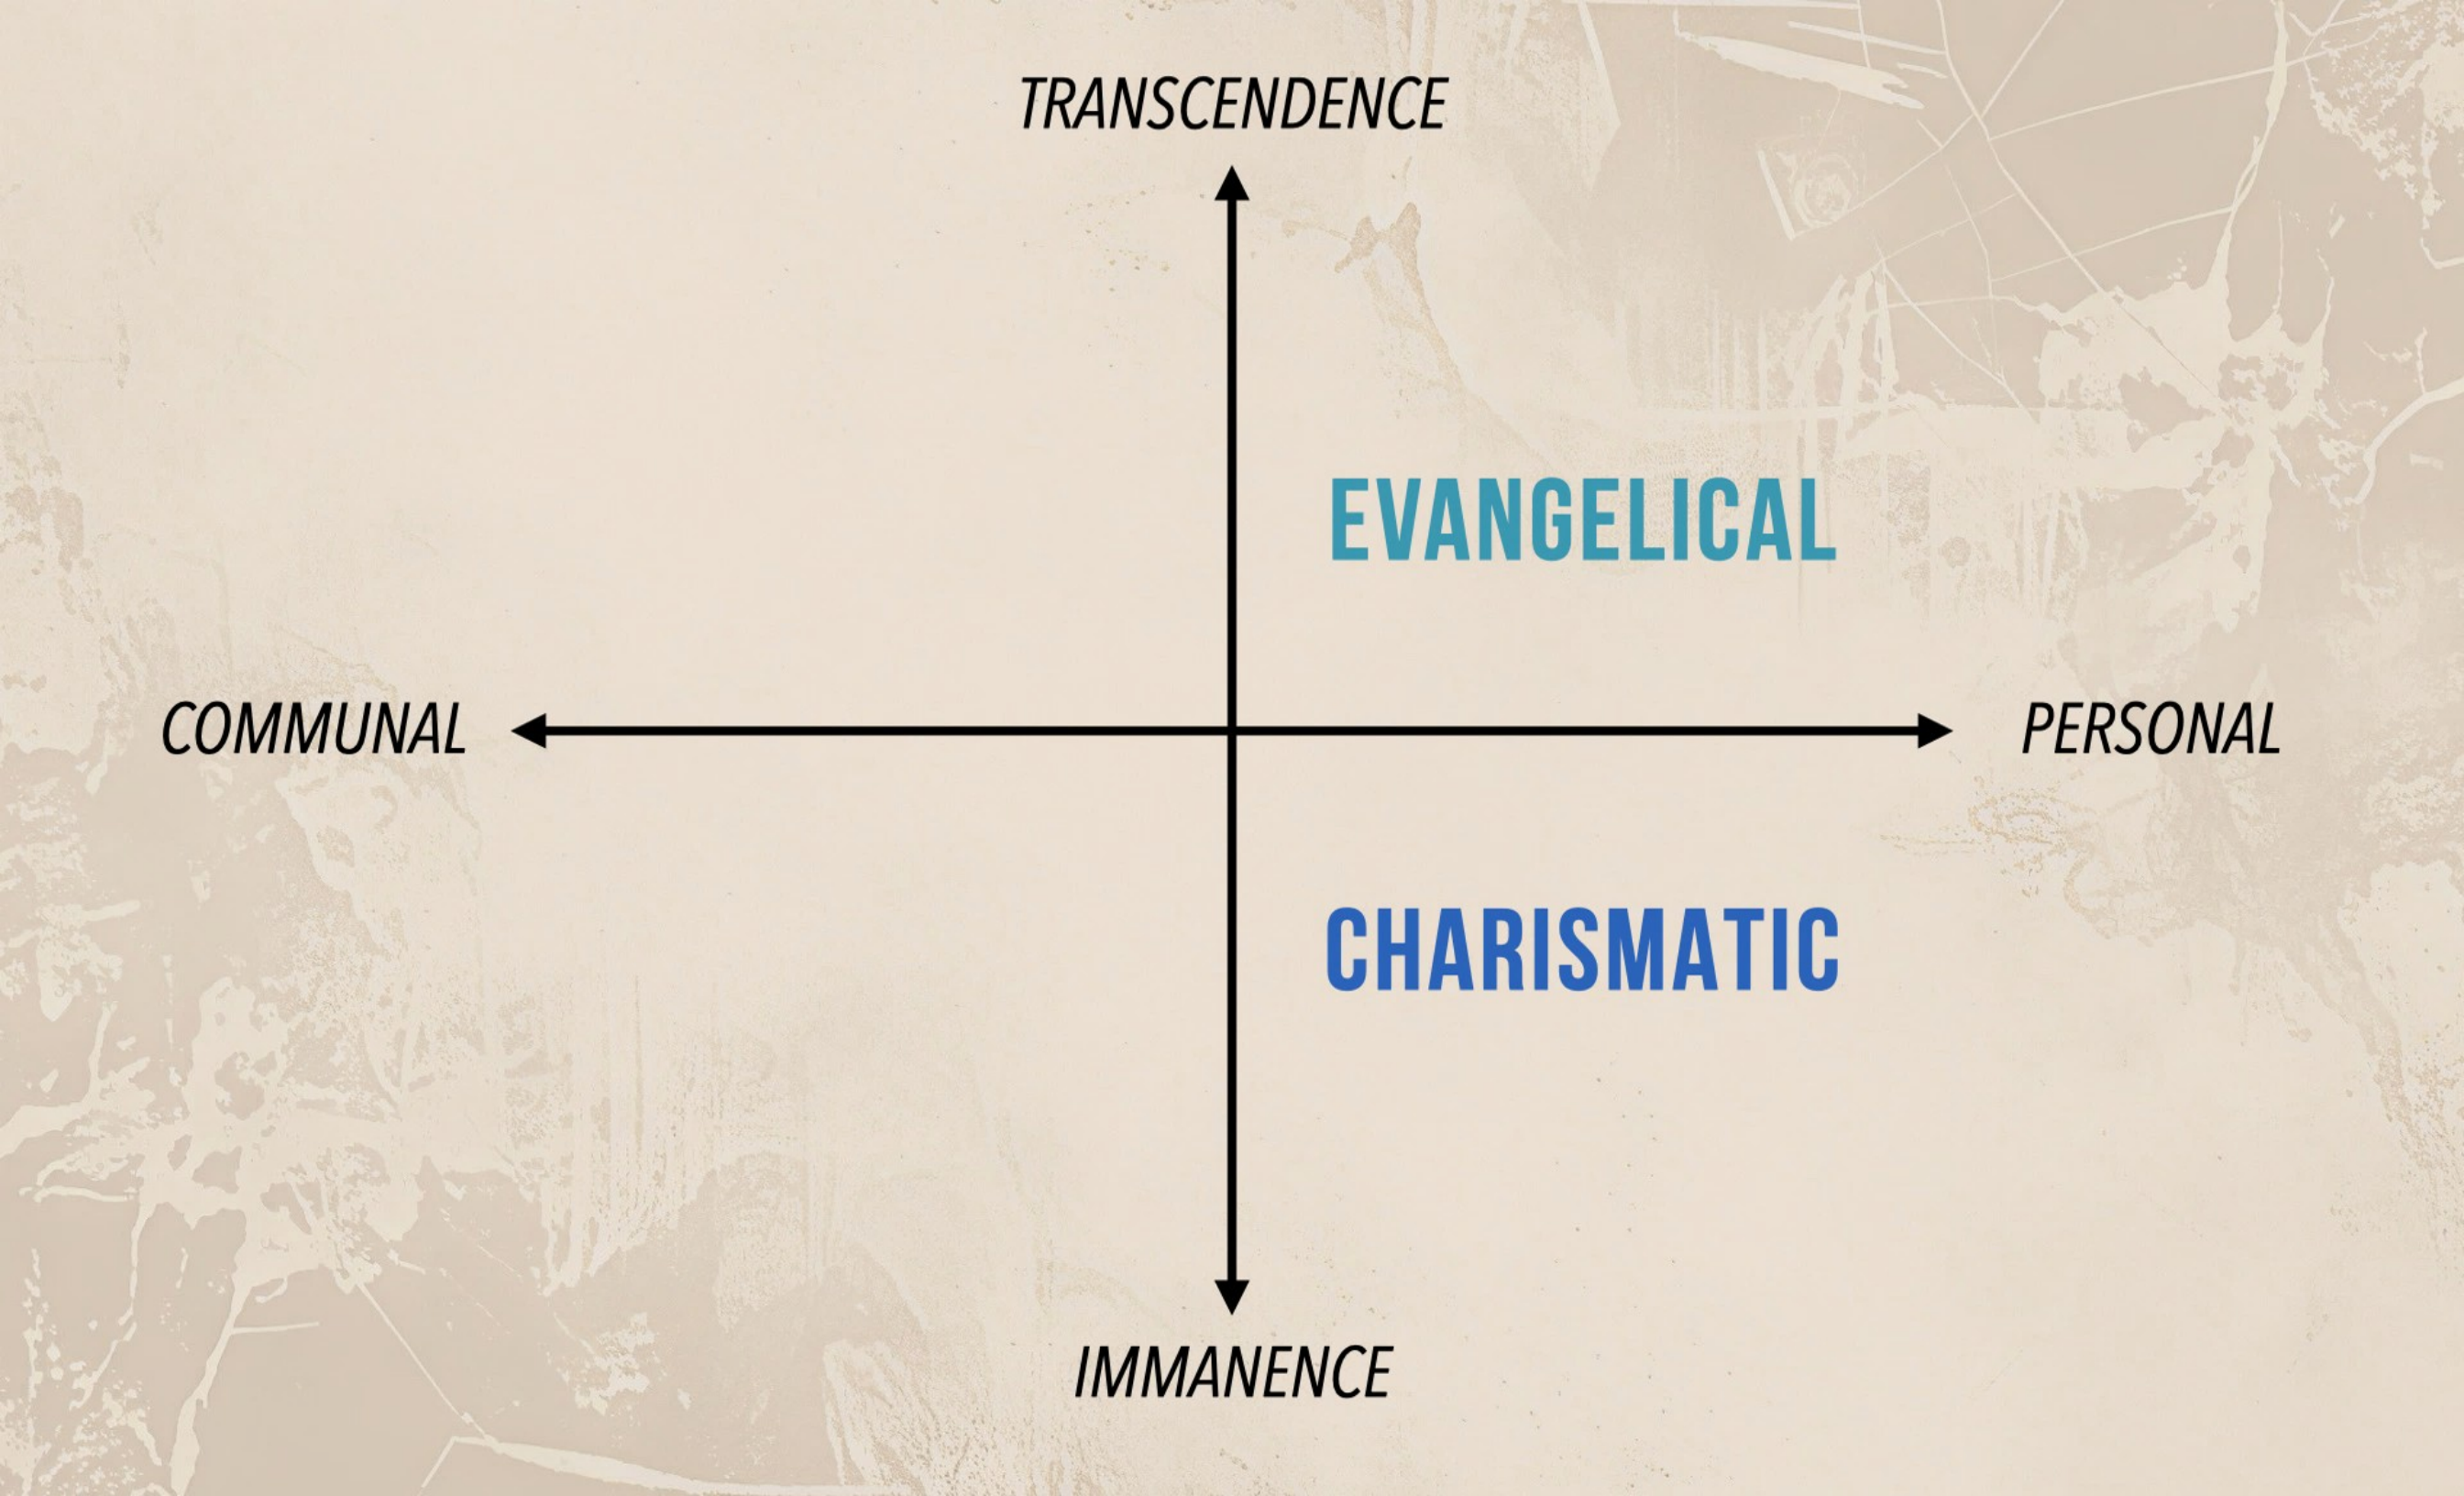 TRANSCENDENCE
EVANGELICAL
COMMUNAL
PERSONAL
CHARISMATIC
IMMANENCE